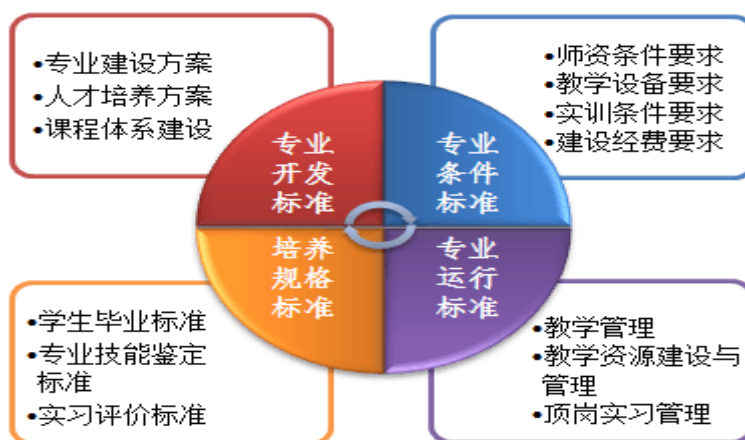 •专业建设方案
•人才培养方案
•课程体系建设
•师资条件要求
•教学设备要求
•实训条件要求
•建设经费要求
专业
开发
标准
专业
条件
标准
培养
规格
标准
专业
运行
标准
•学生毕业标准
•专业技能鉴定
标准
•实习评价标准
•教学管理
•教学资源建设与
管理
•顶岗实习管理